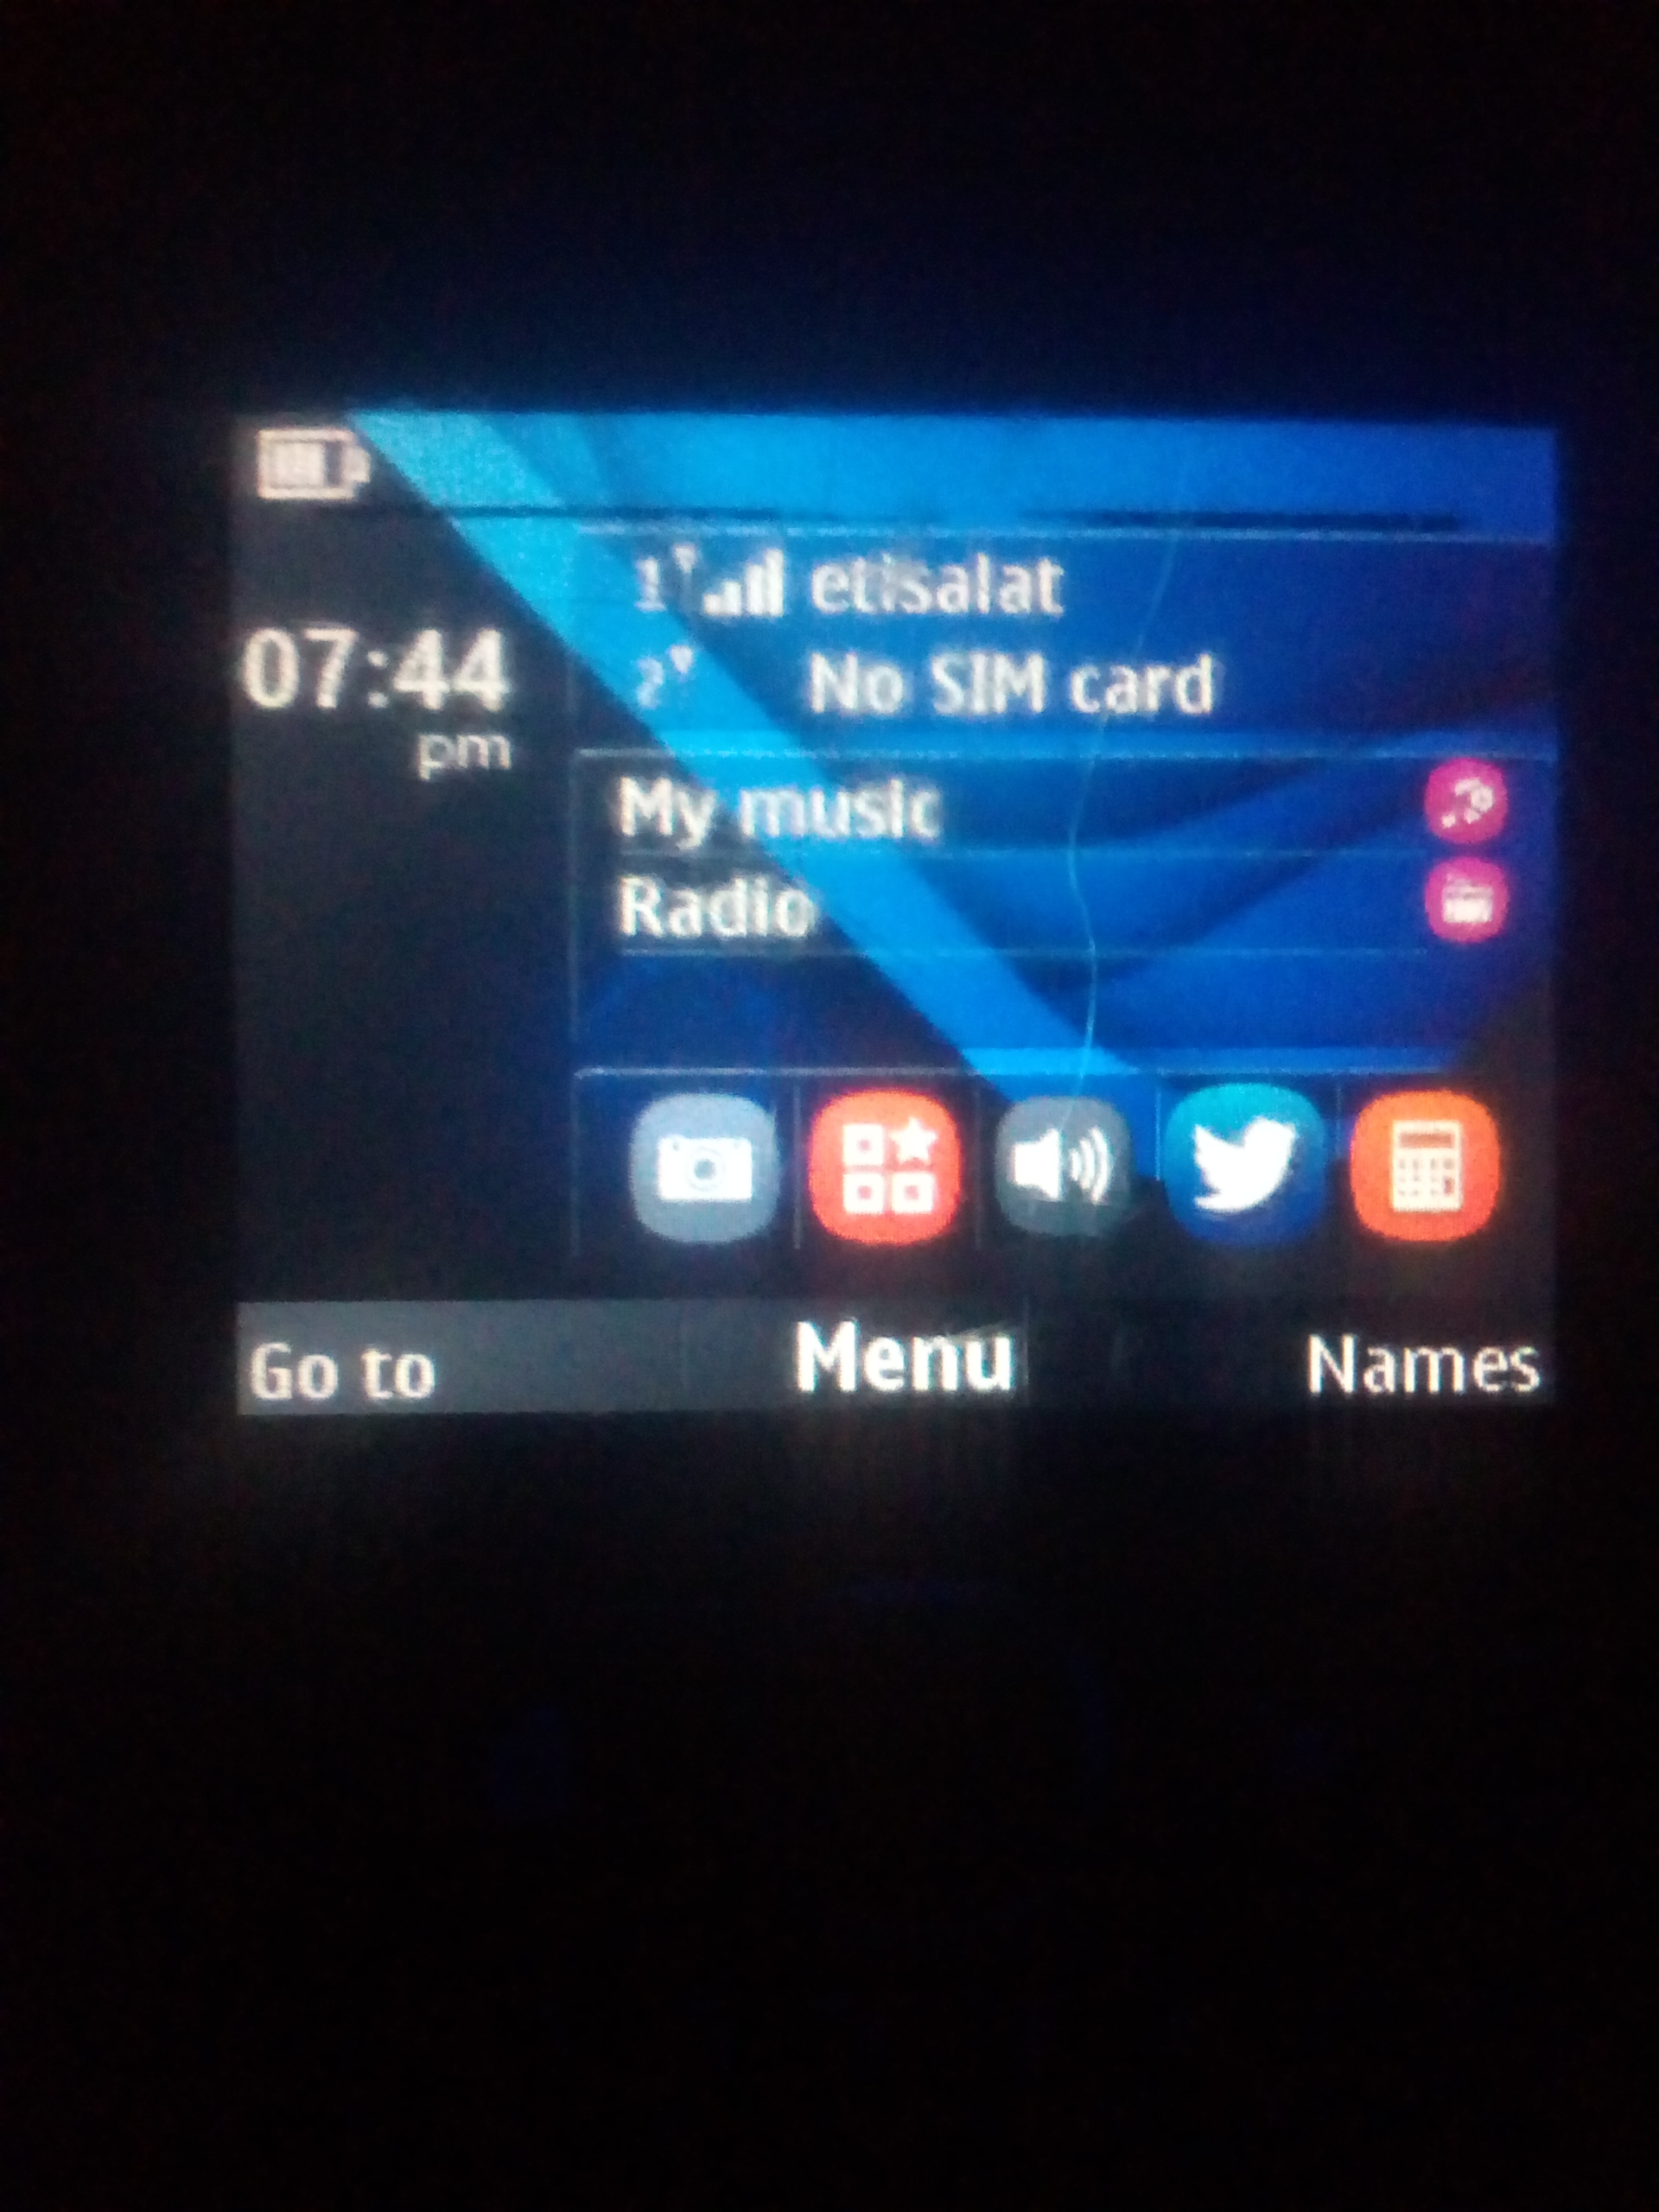 1 etisalat
2 No SIM card
07:44
pm
My music
Radio
Go to Menu Names